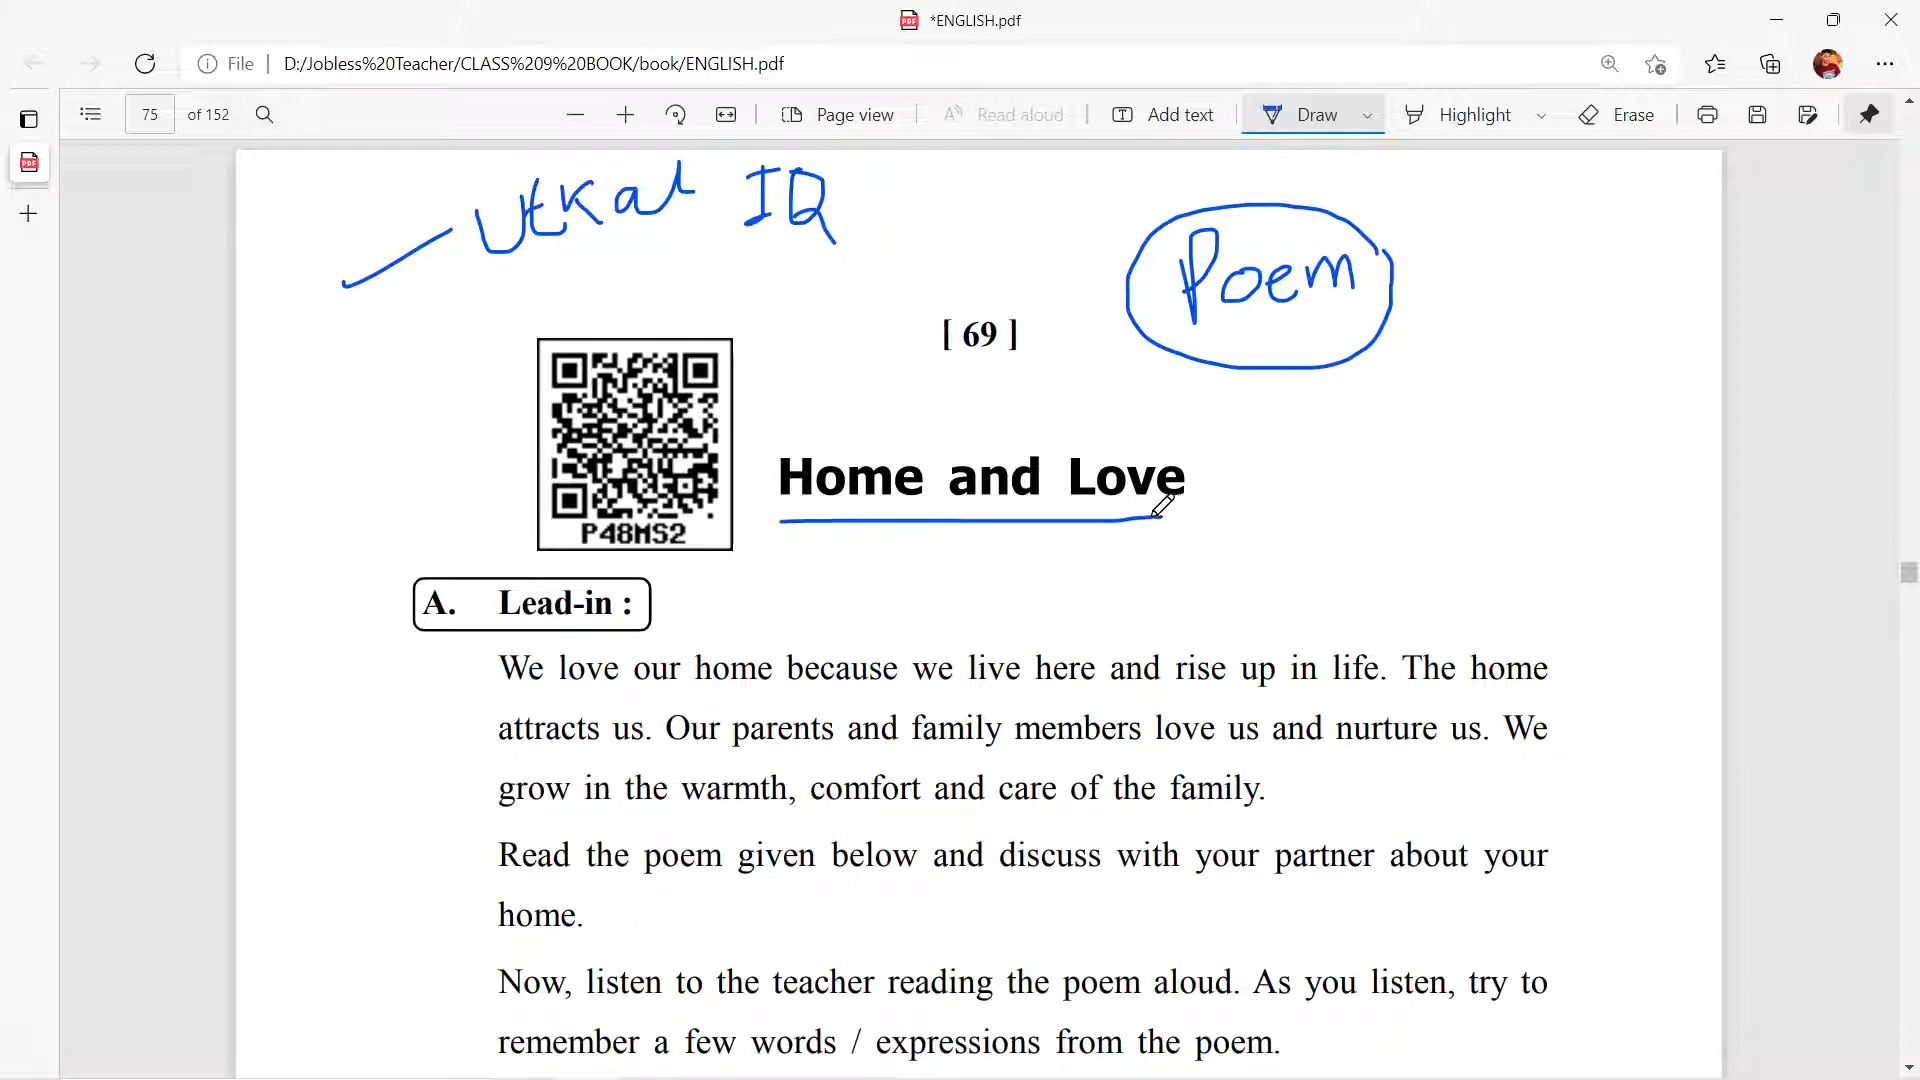 *ENGLISH.pdf
File D:/Jobless%20Teacher/CLASS%209%20BOOK/book/ENGLISH.pdf
75 of 152 Page view Read aloud Add text Draw Highlight Erase
Utkal IQ
Poem
[ 69 ]
P48MS2
Home and Love
A. Lead-in :
We love our home because we live here and rise up in life. The home
attracts us. Our parents and family members love us and nurture us. We
grow in the warmth, comfort and care of the family.
Read the poem given below and discuss with your partner about your
home.
Now, listen to the teacher reading the poem aloud. As you listen, try to
remember a few words / expressions from the poem.